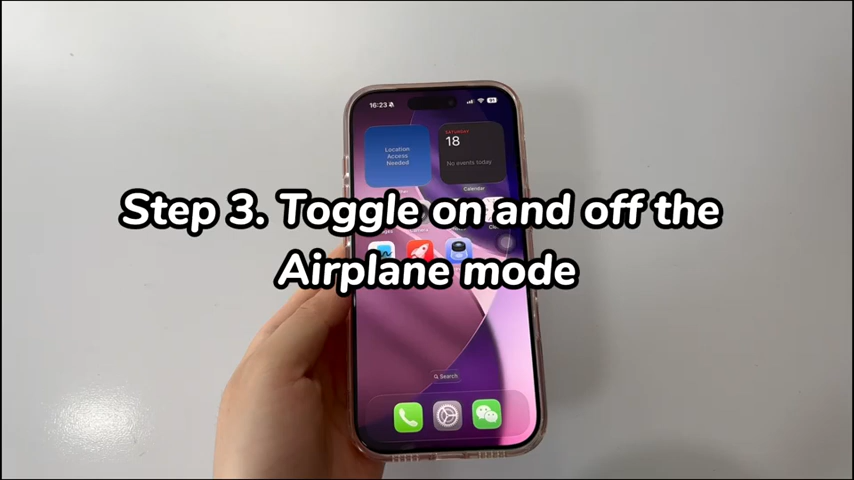 16:23
91
Location
Access
Needed
SATURDAY
18
No events today
Calendar
Step 3. Toggle on and off the
Airplane mode
Search